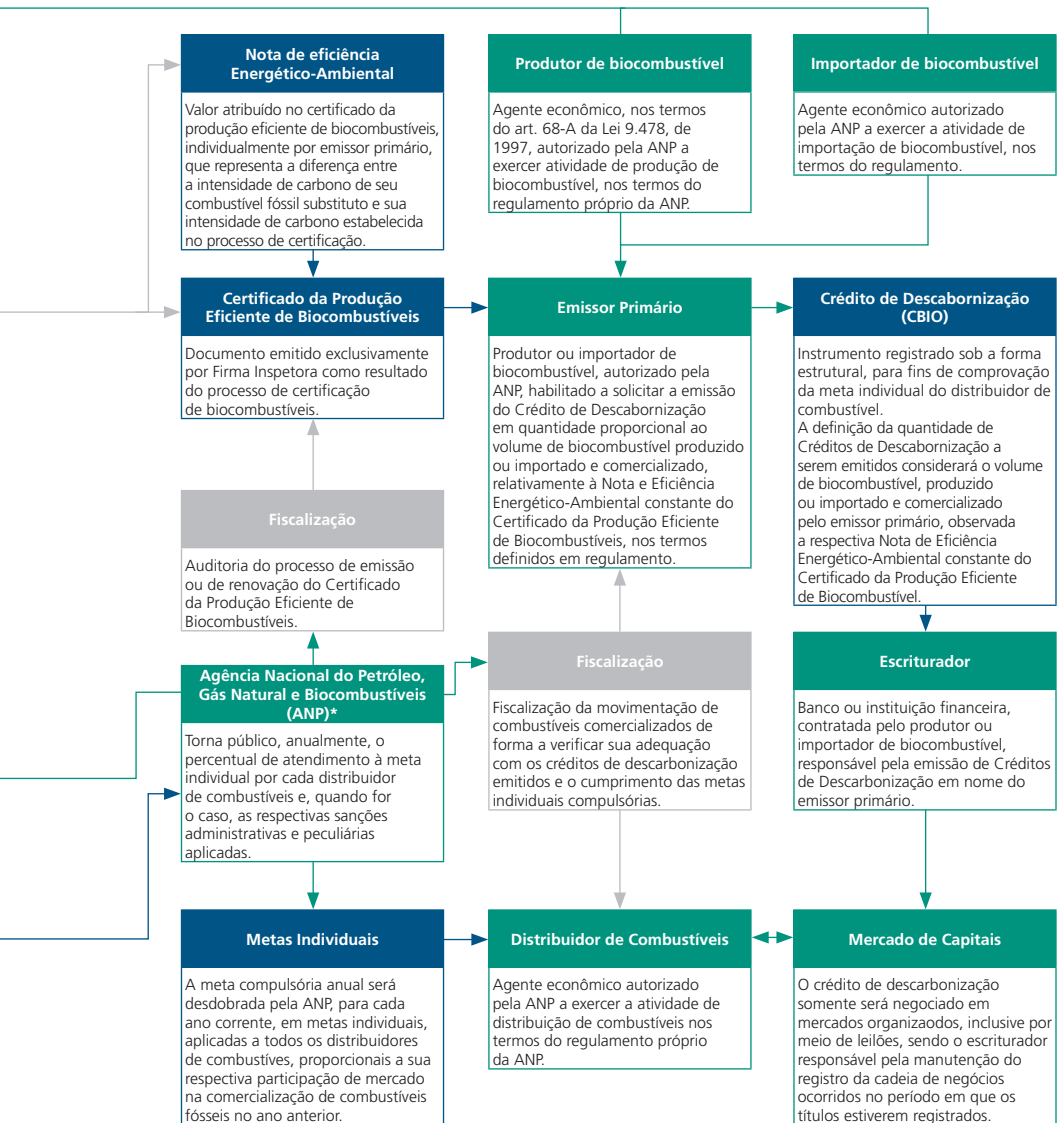 Nota de eficiência
Energético-Ambiental
Valor atribuído no certificado da
produção eficiente de biocombustíveis,
individualmente por emissor primário,
que representa a diferença entre
a intensidade de carbono de seu
combustível fóssil substituto e sua
intensidade de carbono estabelecida
no processo de certificação.
Produtor de biocombustível
Agente econômico, nos termos
do art. 68-A da Lei 9.478, de
1997, autorizado pela ANP a
exercer atividade de produção de
biocombustível, nos termos do
regulamento próprio da ANP.
Importador de biocombustível
Agente econômico autorizado
pela ANP a exercer a atividade de
importação de biocombustível, nos
termos do regulamento.
Certificado da Produção
Eficiente de Biocombustíveis
Documento emitido exclusivamente
por Firma Inspetora como resultado
do processo de certificação
de biocombustíveis.
Emissor Primário
Produtor ou importador de
biocombustível, autorizado pela
ANP, habilitado a solicitar a emissão
do Crédito de Descabornização
em quantidade proporcional ao
volume de biocombustível produzido
ou importado e comercializado,
relativamente à Nota e Eficiência
Energético-Ambiental constante do
Certificado da Produção Eficiente
de Biocombustíveis, nos termos
definidos em regulamento.
Crédito de Descabornização
(CBIO)
Instrumento registrado sob a forma
estrutural, para fins de comprovação
da meta individual do distribuidor de
combustível.
A definição da quantidade de
Créditos de Descabornização a
serem emitidos considerará o volume
de biocombustível, produzido
ou importado e comercializado
pelo emissor primário, observada
a respectiva Nota de Eficiência
Energético-Ambiental constante do
Certificado da Produção Eficiente
de Biocombustível.
Fiscalização
Auditoria do processo de emissão
ou de renovação do Certificado
da Produção Eficiente de
Biocombustíveis.
Agência Nacional do Petróleo,
Gás Natural e Biocombustíveis
(ANP)*
Torna público, anualmente, o
percentual de atendimento à meta
individual por cada distribuidor
de combustíveis e, quando for
o caso, as respectivas sanções
administrativas e peculiárias
aplicadas.
Fiscalização
Fiscalização da movimentação de
combustíveis comercializados de
forma a verificar sua adequação
com os créditos de descarbonização
emitidos e o cumprimento das metas
individuais compulsórias.
Escriturador
Banco ou instituição financeira,
contratada pelo produtor ou
importador de biocombustível,
responsável pela emissão de Créditos
de Descarbonização em nome do
emissor primário.
Metas Individuais
A meta compulsória anual será
desdobrada pela ANP, para cada
ano corrente, em metas individuais,
aplicadas a todos os distribuidores
de combustíves, proporcionais a sua
respectiva participação de mercado
na comercialização de combustíveis
fósseis no ano anterior.
Distribuidor de Combustíveis
Agente econômico autorizado
pela ANP a exercer a atividade de
distribuição de combustíveis nos
termos do regulamento próprio
da ANP.
Mercado de Capitais
O crédito de descarbonização
somente será negociado em
mercados organizaodos, inclusive por
meio de leilões, sendo o escriturador
responsável pela manutenção do
registro da cadeia de negócios
ocorridos no período em que os
títulos estiverem registrados.